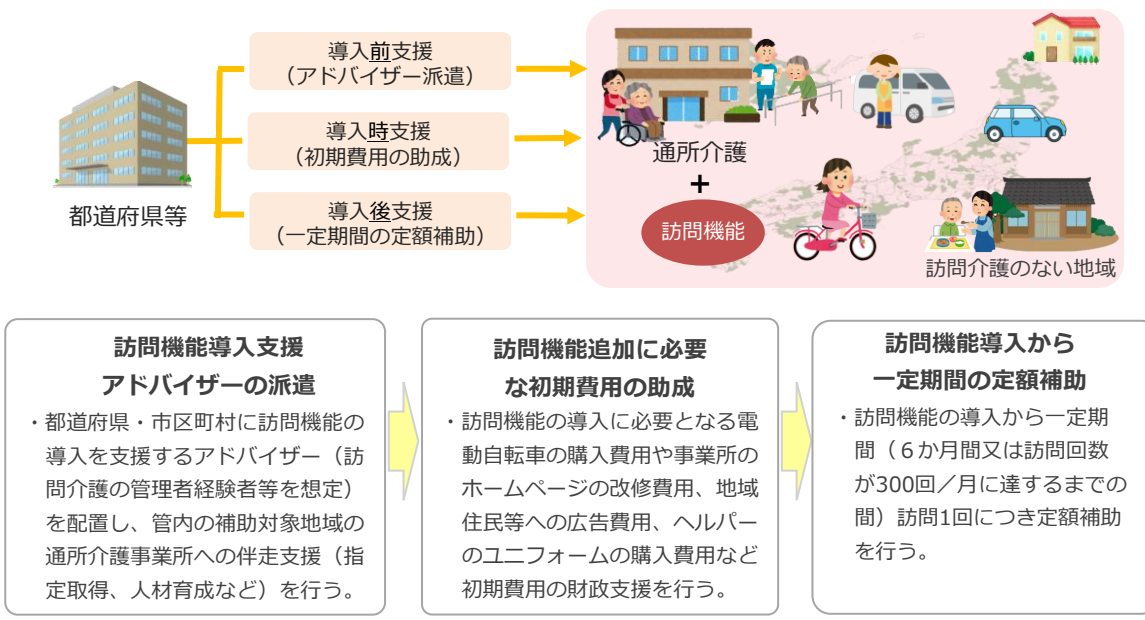 導入前支援
（アドバイザー派遣）
導入時支援
(初期費用の助成）
導入後支援
(一定期間の定額補助）
都道府県等
通所介護
+
訪問機能
訪問介護のない地域
訪問機能導入支援
アドバイザーの派遣
・都道府県・市区町村に訪問機能の
導入を支援するアドバイザー（訪
問介護の管理者経験者等を想定）
を配置し、管内の補助対象地域の
通所介護事業所への伴走支援（指
定取得、人材育成など）を行う。
訪問機能追加に必要
な初期費用の助成
・訪問機能の導入に必要となる電
動自転車の購入費用や事業所の
ホームページの改修費用、地域
住民等への広告費用、ヘルパー
のユニフォームの購入費用など
初期費用の財政支援を行う。
訪問機能導入から
一定期間の定額補助
・訪問機能の導入から一定期
間（６か月間又は訪問回数
が300回／月に達するまでの
間）訪問1回につき定額補助
を行う。